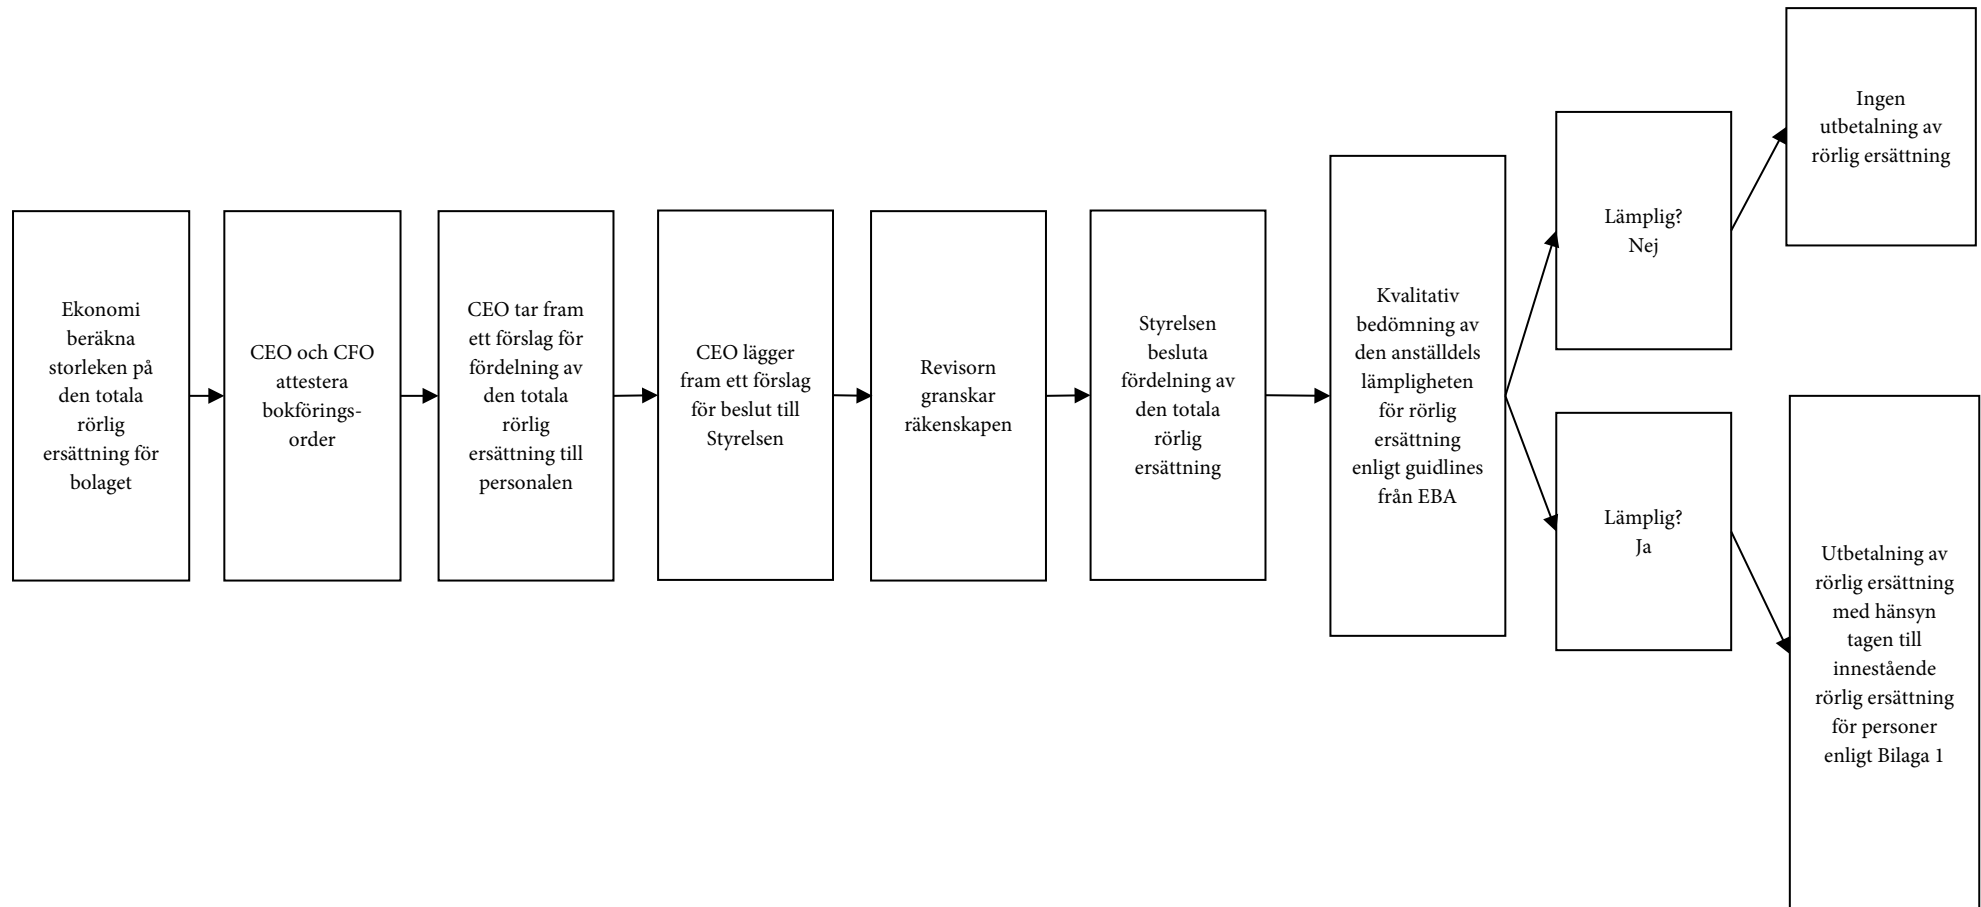 Ekonomi
beräkna
storleken på
den totala
rörlig
ersättning för
bolaget
CEO och CFO
attestera
bokförings-
order
CEO tar fram
ett förslag för
fördelning av
den totala
rörlig
ersättning till
personalen
CEO lägger
fram ett förslag
för beslut till
Styrelsen
Revisorn
granskar
räkenskapen
Styrelsen
besluta
fördelning av
den totala
rörlig
ersättning
Kvalitativ
bedömning av
den anställdels
lämpligheten
för rörlig
ersättning
enligt guidlines
från EBA
Lämplig?
Nej
Ingen
utbetalning av
rörlig ersättning
Lämplig?
Ja
Utbetalning av
rörlig ersättning
med hänsyn
tagen till
innestående
rörlig ersättning
för personer
enligt Bilaga 1